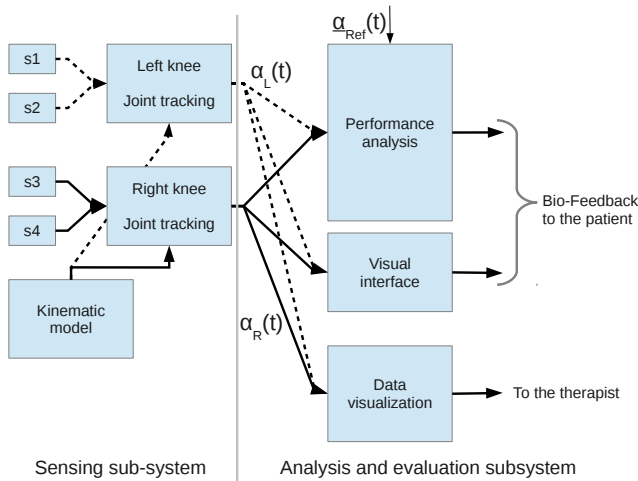 s1
s2
Left knee
Joint tracking
α_L(t)
α_Ref(t)
Performance
analysis
s3
s4
Right knee
Joint tracking
Bio-Feedback
to the patient
Visual
interface
Kinematic
model
α_R(t)
Data
visualization
To the therapist
Sensing sub-system
Analysis and evaluation subsystem